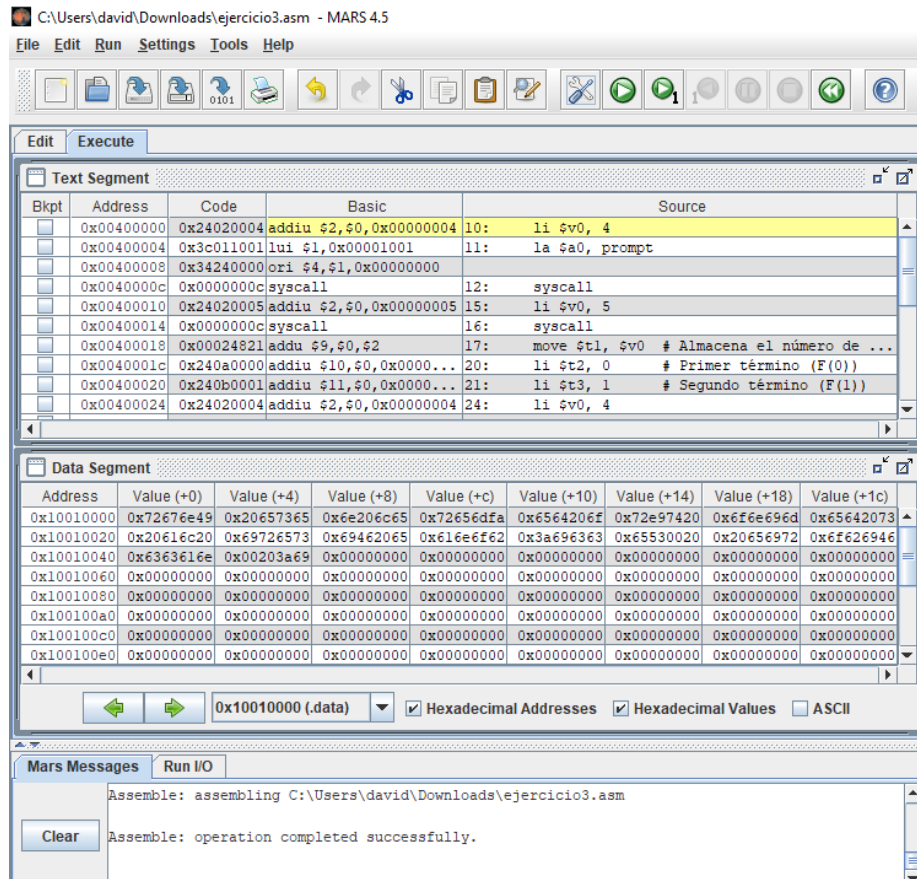 C:\Users\david\Downloads\ejercicio3.asm - MARS 4.5
File Edit Run Settings Tools Help
Edit Execute
Text Segment
Bkpt Address Code Basic Source
0x00400000 0x24020004 addiu $2,$0,0x00000004 10: li $v0, 4
0x00400004 0x3c011001 lui $1,0x00001001 11: la $a0, prompt
0x00400008 0x34240000 ori $4,$1,0x00000000
0x0040000c 0x0000000c syscall 12: syscall
0x00400010 0x24020005 addiu $2,$0,0x00000005 15: li $v0, 5
0x00400014 0x0000000c syscall 16: syscall
0x00400018 0x00024821 addu $9,$0,$2 17: move $t1, $v0 # Almacena el número de ...
0x0040001c 0x240a0000 addiu $10,$0,0x0000... 20: li $t2, 0 # Primer término (F(0))
0x00400020 0x240b0001 addiu $11,$0,0x0000... 21: li $t3, 1 # Segundo término (F(1))
0x00400024 0x24020004 addiu $2,$0,0x00000004 24: li $v0, 4
Data Segment
Address Value (+0) Value (+4) Value (+8) Value (+c) Value (+10) Value (+14) Value (+18) Value (+1c)
0x10010000 0x72676e49 0x20657365 0x6e206c65 0x72656dfa 0x6564206f 0x72e97420 0x6f6e696d 0x65642073
0x10010020 0x20616c20 0x69726573 0x69462065 0x616e6f62 0x3a696363 0x65530020 0x20656972 0x6f626946
0x10010040 0x6363616e 0x00203a69 0x00000000 0x00000000 0x00000000 0x00000000 0x00000000 0x00000000
0x10010060 0x00000000 0x00000000 0x00000000 0x00000000 0x00000000 0x00000000 0x00000000 0x00000000
0x10010080 0x00000000 0x00000000 0x00000000 0x00000000 0x00000000 0x00000000 0x00000000 0x00000000
0x100100a0 0x00000000 0x00000000 0x00000000 0x00000000 0x00000000 0x00000000 0x00000000 0x00000000
0x100100c0 0x00000000 0x00000000 0x00000000 0x00000000 0x00000000 0x00000000 0x00000000 0x00000000
0x100100e0 0x00000000 0x00000000 0x00000000 0x00000000 0x00000000 0x00000000 0x00000000 0x00000000
0x10010000 (.data) Hexadecimal Addresses Hexadecimal Values ASCII
Mars Messages Run I/O
Assemble: assembling C:\Users\david\Downloads\ejercicio3.asm
Clear
Assemble: operation completed successfully.